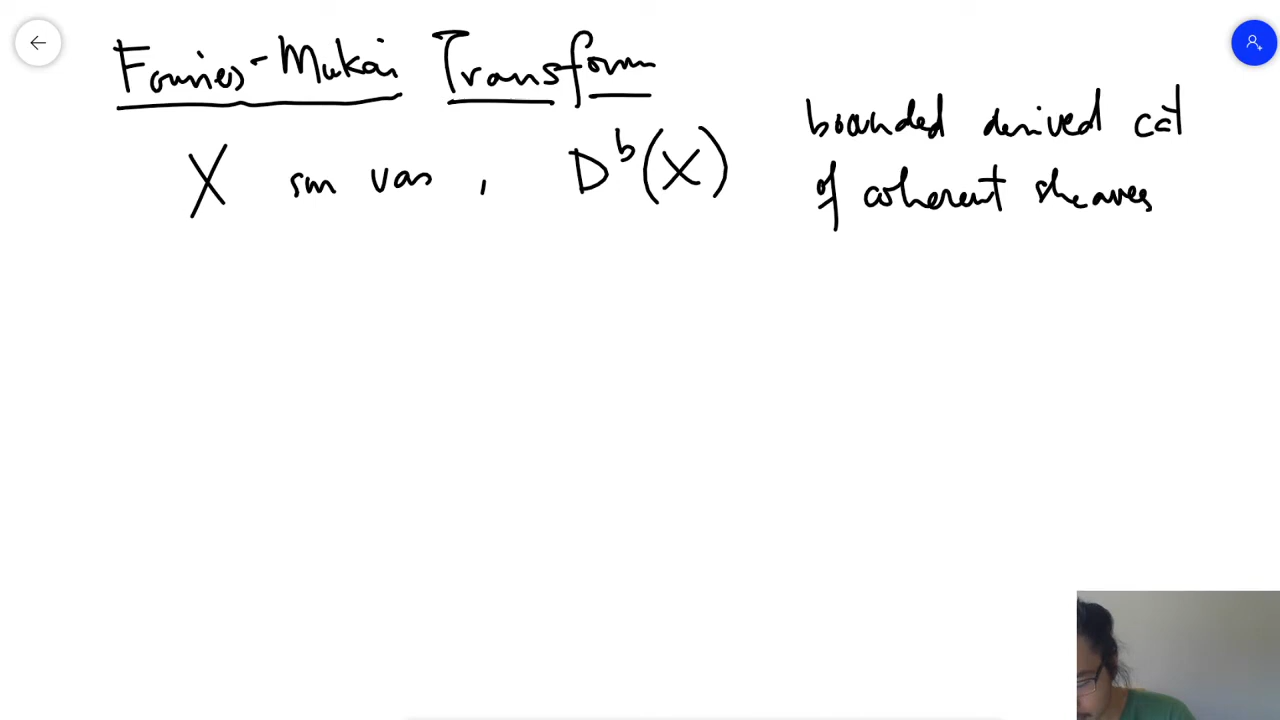 Fourier-Mukai Transform
X sm var , D^b(X) bounded derived cat
of coherent sheaves